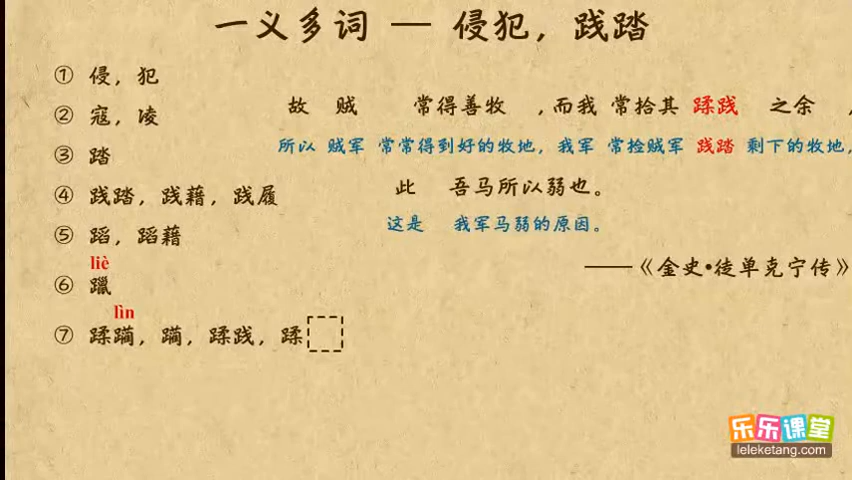 一义多词 — 侵犯，践踏
① 侵，犯
② 寇，凌
③ 踏
④ 践踏，践藉，践履
⑤ 蹈，蹈藉
liè
⑥ 躐
lìn
⑦ 蹂躏，躏，蹂践，蹂
故 贼 常得善牧 ，而我 常拾其 蹂践 之余 ，
所以 贼军 常常得到好的牧地，我军 常捡贼军 践踏 剩下的牧地，
此 吾马所以弱也。
这是 我军马弱的原因。
——《金史•徒单克宁传》
乐乐课堂
leleketang.com